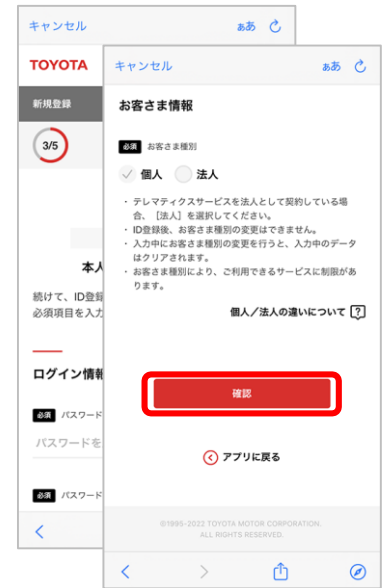 キャンセル
ぁあ
TOYOTA
新規登録
3/5
本人
続けて、ID登録
必須項目を入力
ログイン情報
必須 パスワード
パスワードを
必須 パスワード
キャンセル
ぁあ
お客さま情報
必須 お客さま種別
個人 法人
・ テレマティクスサービスを法人として契約している場
合、［法人］を選択してください。
・ ID登録後、お客さま種別の変更はできません。
・ 入力中にお客さま種別の変更を行うと、入力中のデータ
はクリアされます。
・ お客さま種別により、ご利用できるサービスに制限があ
ります。
個人／法人の違いについて ?
確認
アプリに戻る
©1995-2022 TOYOTA MOTOR CORPORATION.
ALL RIGHTS RESERVED.